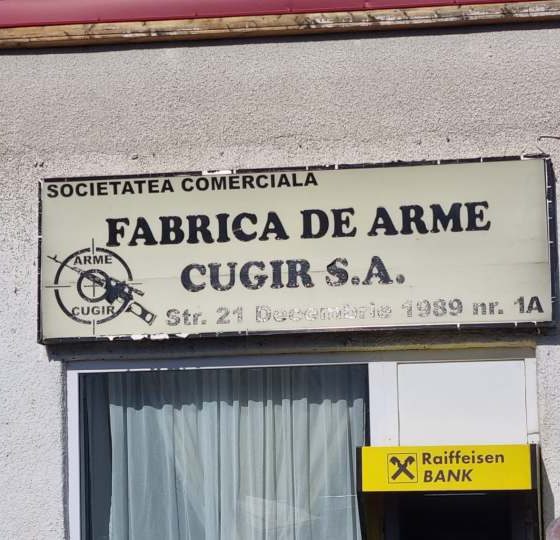 SOCIETATEA COMERCIALA
FABRICA DE ARME
CUGIR S.A.
ARME
CUGIR
Str. 21 Decembrie 1989 nr. 1A
Raiffeisen
BANK